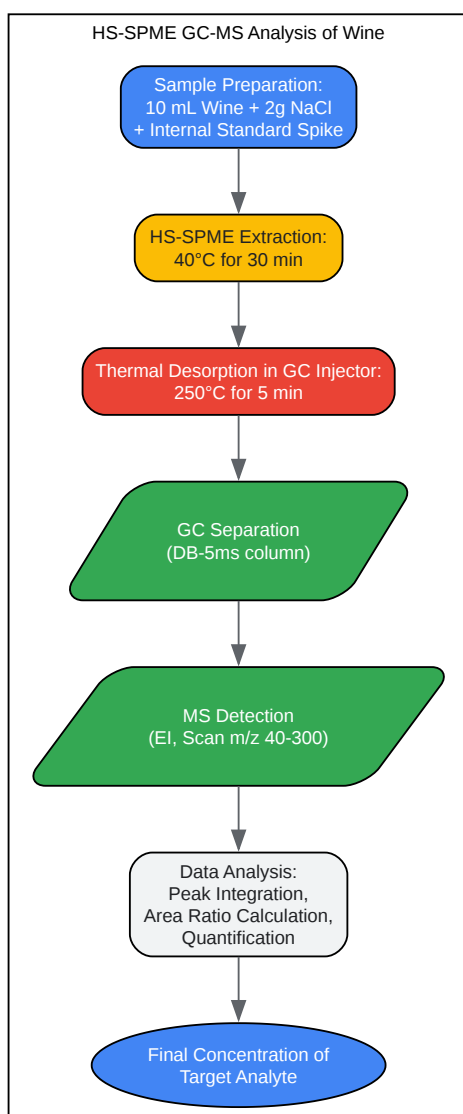 HS-SPME GC-MS Analysis of Wine
Sample Preparation:
10 mL Wine + 2g NaCl
+ Internal Standard Spike
HS-SPME Extraction:
40°C for 30 min
Thermal Desorption in GC Injector:
250°C for 5 min
GC Separation
(DB-5ms column)
MS Detection
(EI, Scan m/z 40-300)
Data Analysis:
Peak Integration,
Area Ratio Calculation,
Quantification
Final Concentration of
Target Analyte